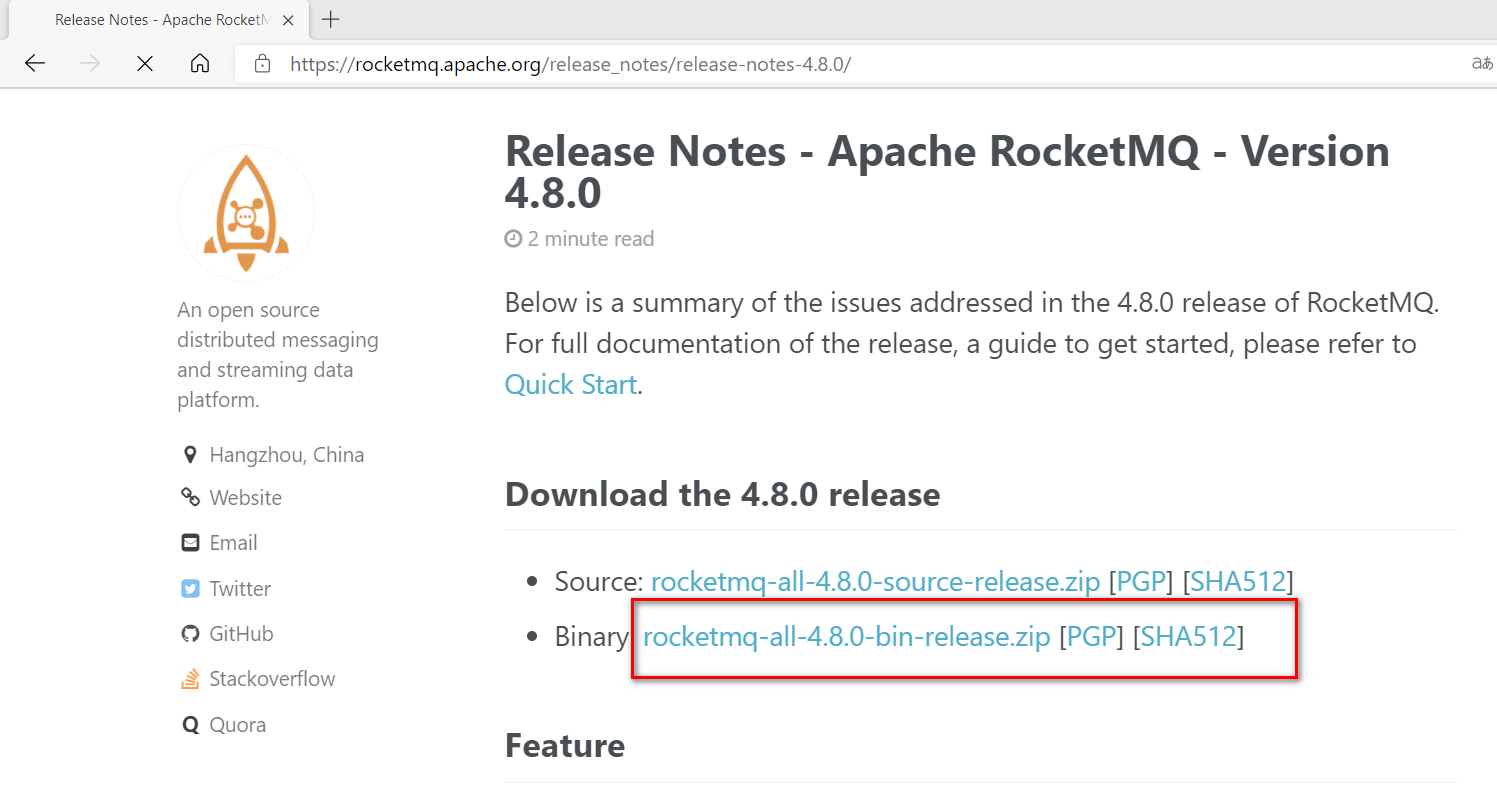 Release Notes - Apache RocketM
https://rocketmq.apache.org/release_notes/release-notes-4.8.0/
aあ
An open source
distributed messaging
and streaming data
platform.
Hangzhou, China
Website
Email
Twitter
GitHub
Stackoverflow
Quora
Release Notes - Apache RocketMQ - Version
4.8.0
2 minute read
Below is a summary of the issues addressed in the 4.8.0 release of RocketMQ.
For full documentation of the release, a guide to get started, please refer to
Quick Start.
Download the 4.8.0 release
Source: rocketmq-all-4.8.0-source-release.zip [PGP] [SHA512]
Binary: rocketmq-all-4.8.0-bin-release.zip [PGP] [SHA512]
Feature